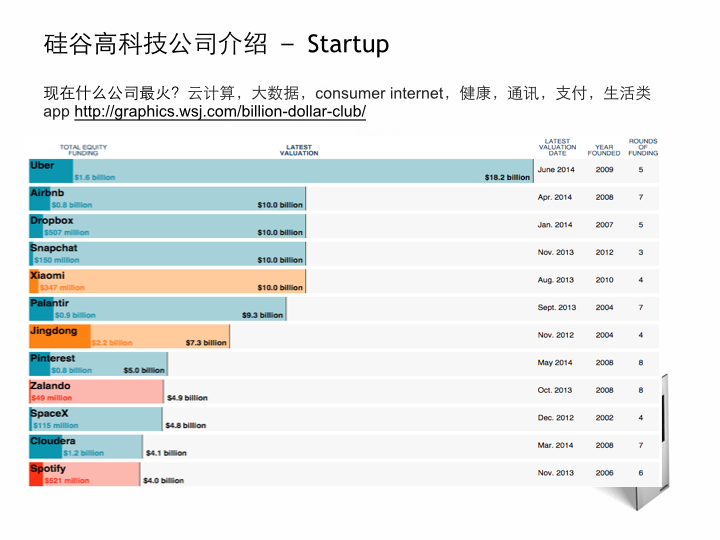 硅谷高科技公司介绍 – Startup
现在什么公司最火？云计算，大数据，consumer internet，健康，通讯，支付，生活类
app http://graphics.wsj.com/billion-dollar-club/
TOTAL EQUITY
FUNDING
LATEST
VALUATION
LATEST
VALUATION
DATE
YEAR
FOUNDED
ROUNDS
OF
FUNDING
Uber
$1.6 billion $18.2 billion June 2014 2009 5
Airbnb
$0.8 billion $10.0 billion Apr. 2014 2008 7
Dropbox
$507 million $10.0 billion Jan. 2014 2007 5
Snapchat
$150 million $10.0 billion Nov. 2013 2012 3
Xiaomi
$347 million $10.0 billion Aug. 2013 2010 4
Palantir
$0.9 billion $9.3 billion Sept. 2013 2004 7
Jingdong
$2.2 billion $7.3 billion Nov. 2012 2004 4
Pinterest
$0.8 billion $5.0 billion May 2014 2008 8
Zalando
$49 million $4.9 billion Oct. 2013 2008 8
SpaceX
$115 million $4.8 billion Dec. 2012 2002 4
Cloudera
$1.2 billion $4.1 billion Mar. 2014 2008 7
Spotify
$521 million $4.0 billion Nov. 2013 2006 6